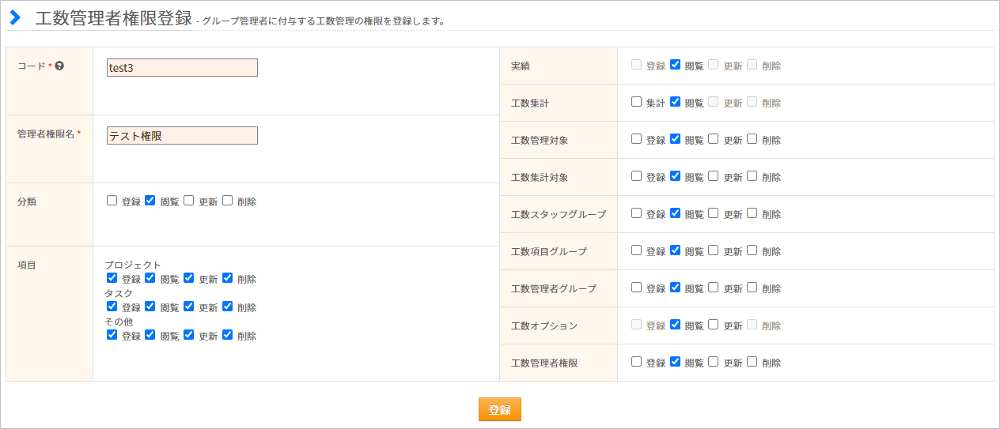 工数管理者権限登録 - グループ管理者に付与する工数管理の権限を登録します。
コード *
test3
管理者権限名 *
テスト権限
分類
登録 閲覧 更新 削除
項目
プロジェクト
登録 閲覧 更新 削除
タスク
登録 閲覧 更新 削除
その他
登録 閲覧 更新 削除
実績
登録 閲覧 更新 削除
工数集計
集計 閲覧 更新 削除
工数管理対象
登録 閲覧 更新 削除
工数集計対象
登録 閲覧 更新 削除
工数スタッフグループ
登録 閲覧 更新 削除
工数項目グループ
登録 閲覧 更新 削除
工数管理者グループ
登録 閲覧 更新 削除
工数オプション
登録 閲覧 更新 削除
工数管理者権限
登録 閲覧 更新 削除
登録